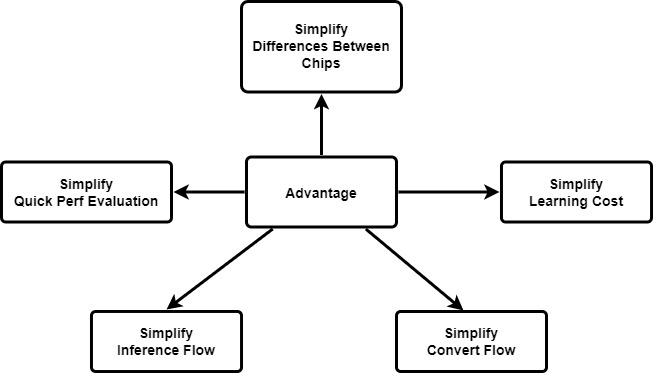 Simplify
Differences Between
Chips
Simplify
Quick Perf Evaluation
Advantage
Simplify
Learning Cost
Simplify
Inference Flow
Simplify
Convert Flow